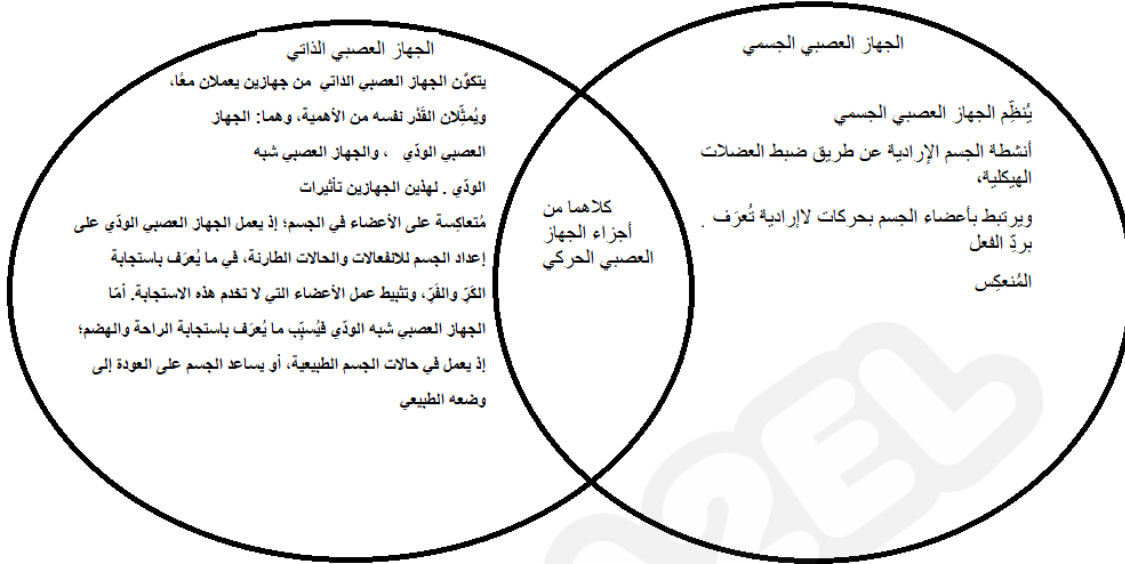 الجهاز العصبي الجسمي
يُنظِّم الجهاز العصبي الجسمي
أنشطة الجسم الإرادية عن طريق ضبط العضلات
الهيكلية،
ويرتبط بأعضاء الجسم بحركات لاإرادية تُعرَف .
بردِّ الفعل
المُنعكِس
كلاهما من
أجزاء الجهاز
العصبي الحركي
الجهاز العصبي الذاتي
يتكوَّن الجهاز العصبي الذاتي من جهازين يعملان معًا،
ويُمثِّلان القَدْر نفسه من الأهمية، وهما: الجهاز
العصبي الودّي ، والجهاز العصبي شبه
الودّي . لهذين الجهازين تأثيرات
مُتعاكِسة على الأعضاء في الجسم؛ إذ يعمل الجهاز العصبي الودّي على
إعداد الجسم للانفعالات والحالات الطارئة، في ما يُعرَف باستجابة
الكَرّ والفَرّ، وتثبيط عمل الأعضاء التي لا تخدم هذه الاستجابة. أمّا
الجهاز العصبي شبه الودّي فيُسبِّب ما يُعرَف باستجابة الراحة والهضم؛
إذ يعمل في حالات الجسم الطبيعية، أو يساعد الجسم على العودة إلى
وضعه الطبيعي